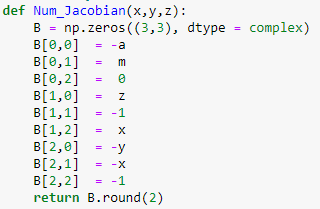 def Num_Jacobian(x,y,z):
    B = np.zeros((3,3), dtype = complex)
    B[0,0]  = -a
    B[0,1]  =  m
    B[0,2]  =  0
    B[1,0]  =  z
    B[1,1]  = -1
    B[1,2]  =  x
    B[2,0]  = -y
    B[2,1]  = -x
    B[2,2]  = -1
    return B.round(2)